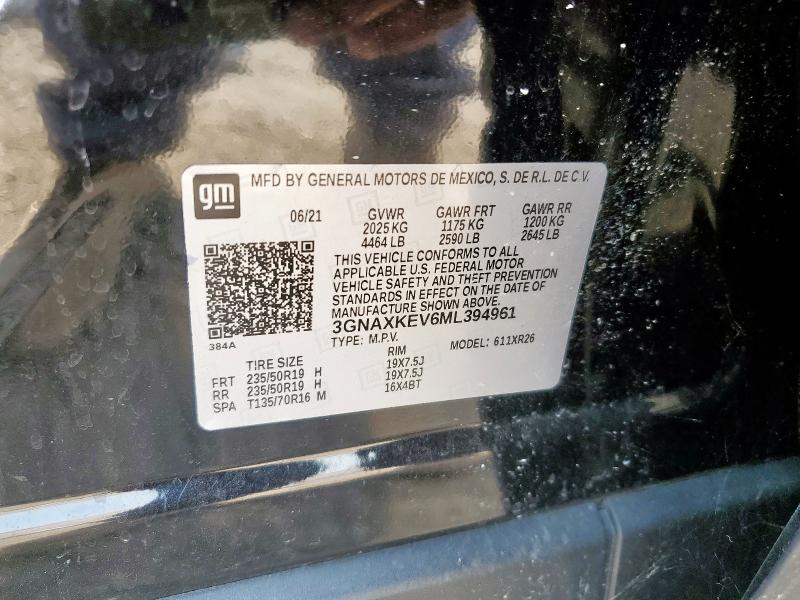 gm MFD BY GENERAL MOTORS DE MEXICO, S. DE R.L. DE C.V.
06/21 GVWR GAWR FRT GAWR RR
2025 KG 1175 KG 1200 KG
4464 LB 2590 LB 2645 LB
THIS VEHICLE CONFORMS TO ALL
APPLICABLE U.S. FEDERAL MOTOR
VEHICLE SAFETY AND THEFT PREVENTION
STANDARDS IN EFFECT ON THE DATE OF
MANUFACTURE SHOWN ABOVE.
3GNAXKEV6ML394961
384A
TYPE: M.P.V. MODEL: 611XR26
TIRE SIZE RIM
FRT 235/50R19 H 19X7.5J
RR 235/50R19 H 19X7.5J
SPA T135/70R16 M 16X4BT